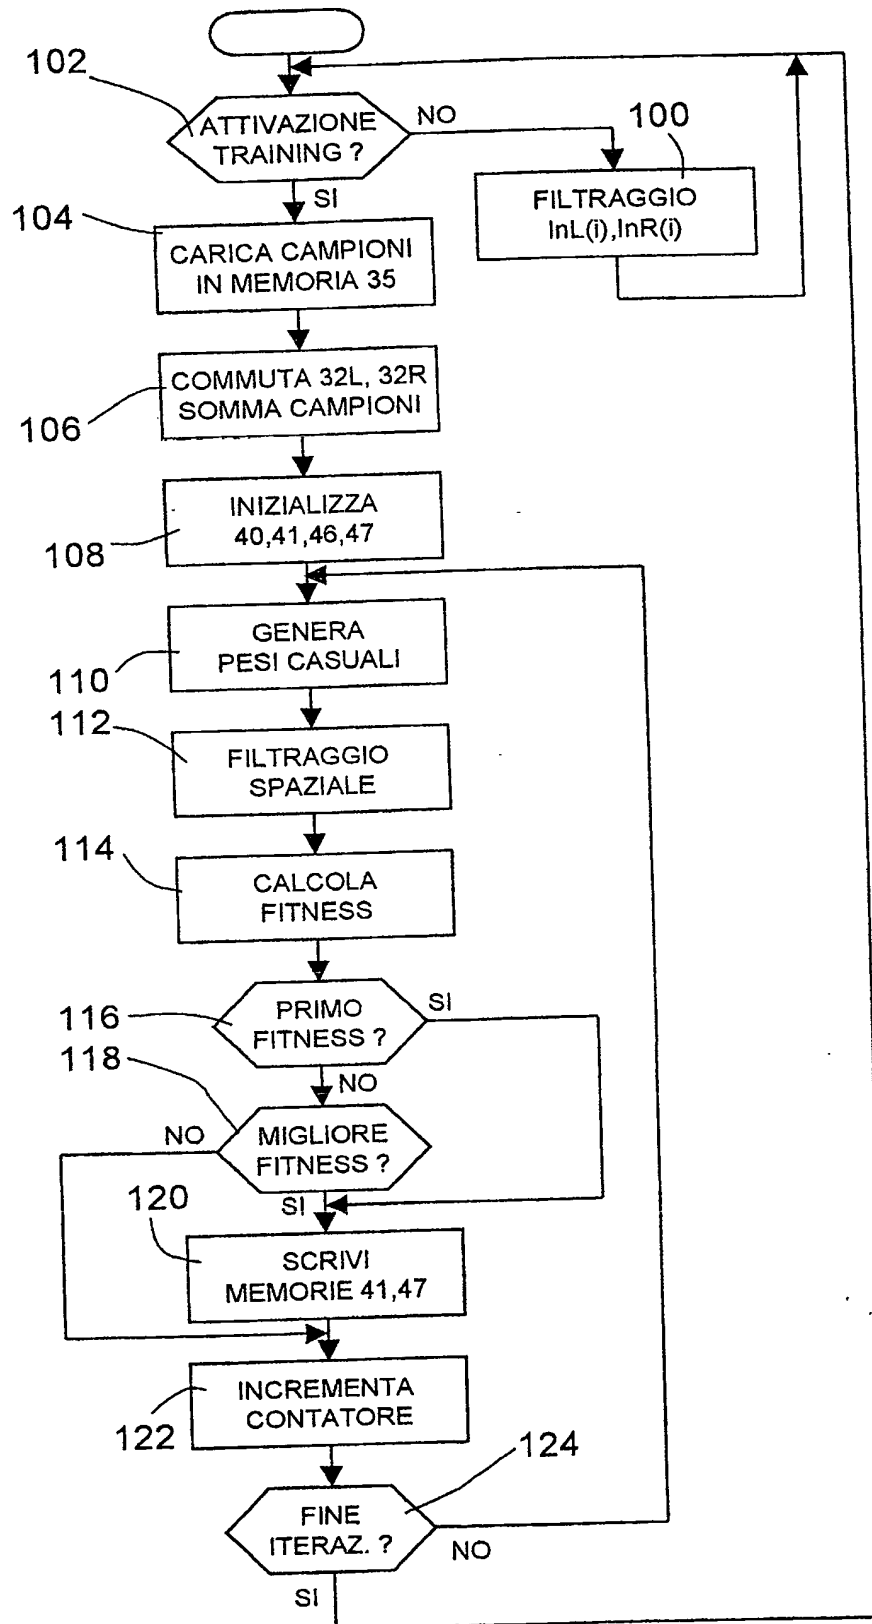 102
ATTIVAZIONE
TRAINING ?
NO
SI
100
FILTRAGGIO
InL(i),InR(i)
104
CARICA CAMPIONI
IN MEMORIA 35
106
COMMUTA 32L, 32R
SOMMA CAMPIONI
108
INIZIALIZZA
40,41,46,47
110
GENERA
PESI CASUALI
112
FILTRAGGIO
SPAZIALE
114
CALCOLA
FITNESS
116
PRIMO
FITNESS ?
SI
NO
118
MIGLIORE
FITNESS ?
NO
SI
120
SCRIVI
MEMORIE 41,47
122
INCREMENTA
CONTATORE
124
FINE
ITERAZ. ?
NO
SI